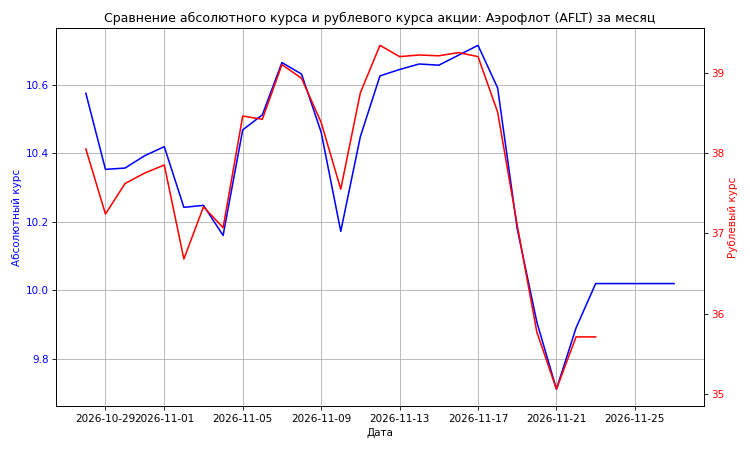 Сравнение абсолютного курса и рублевого курса акции: Аэрофлот (AFLT) за месяц
10.6
10.4
10.2
10.0
9.8
Абсолютный курс
39
38
37
36
35
Рублевый курс
2026-10-29 2026-11-01 2026-11-05 2026-11-09 2026-11-13 2026-11-17 2026-11-21 2026-11-25
Дата